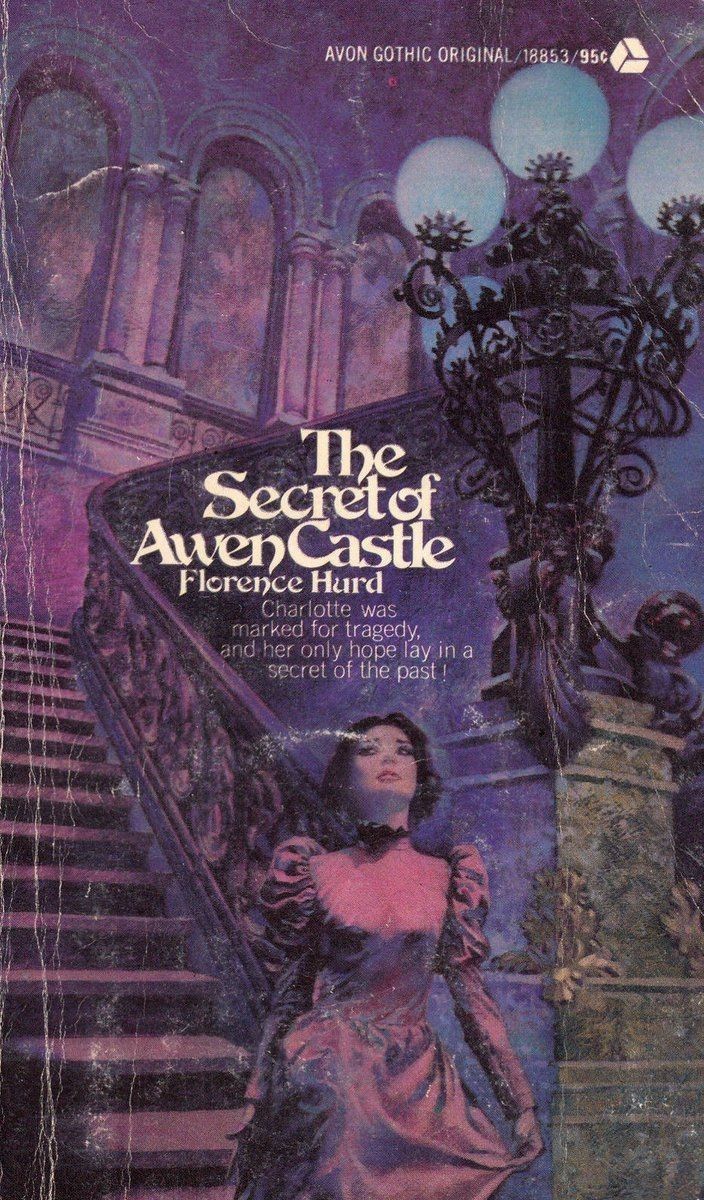 AVON GOTHIC ORIGINAL/18853/95¢
The
Secret of
Awen Castle
Florence Hurd
Charlotte was
marked for tragedy,
and her only hope lay in a
secret of the past!